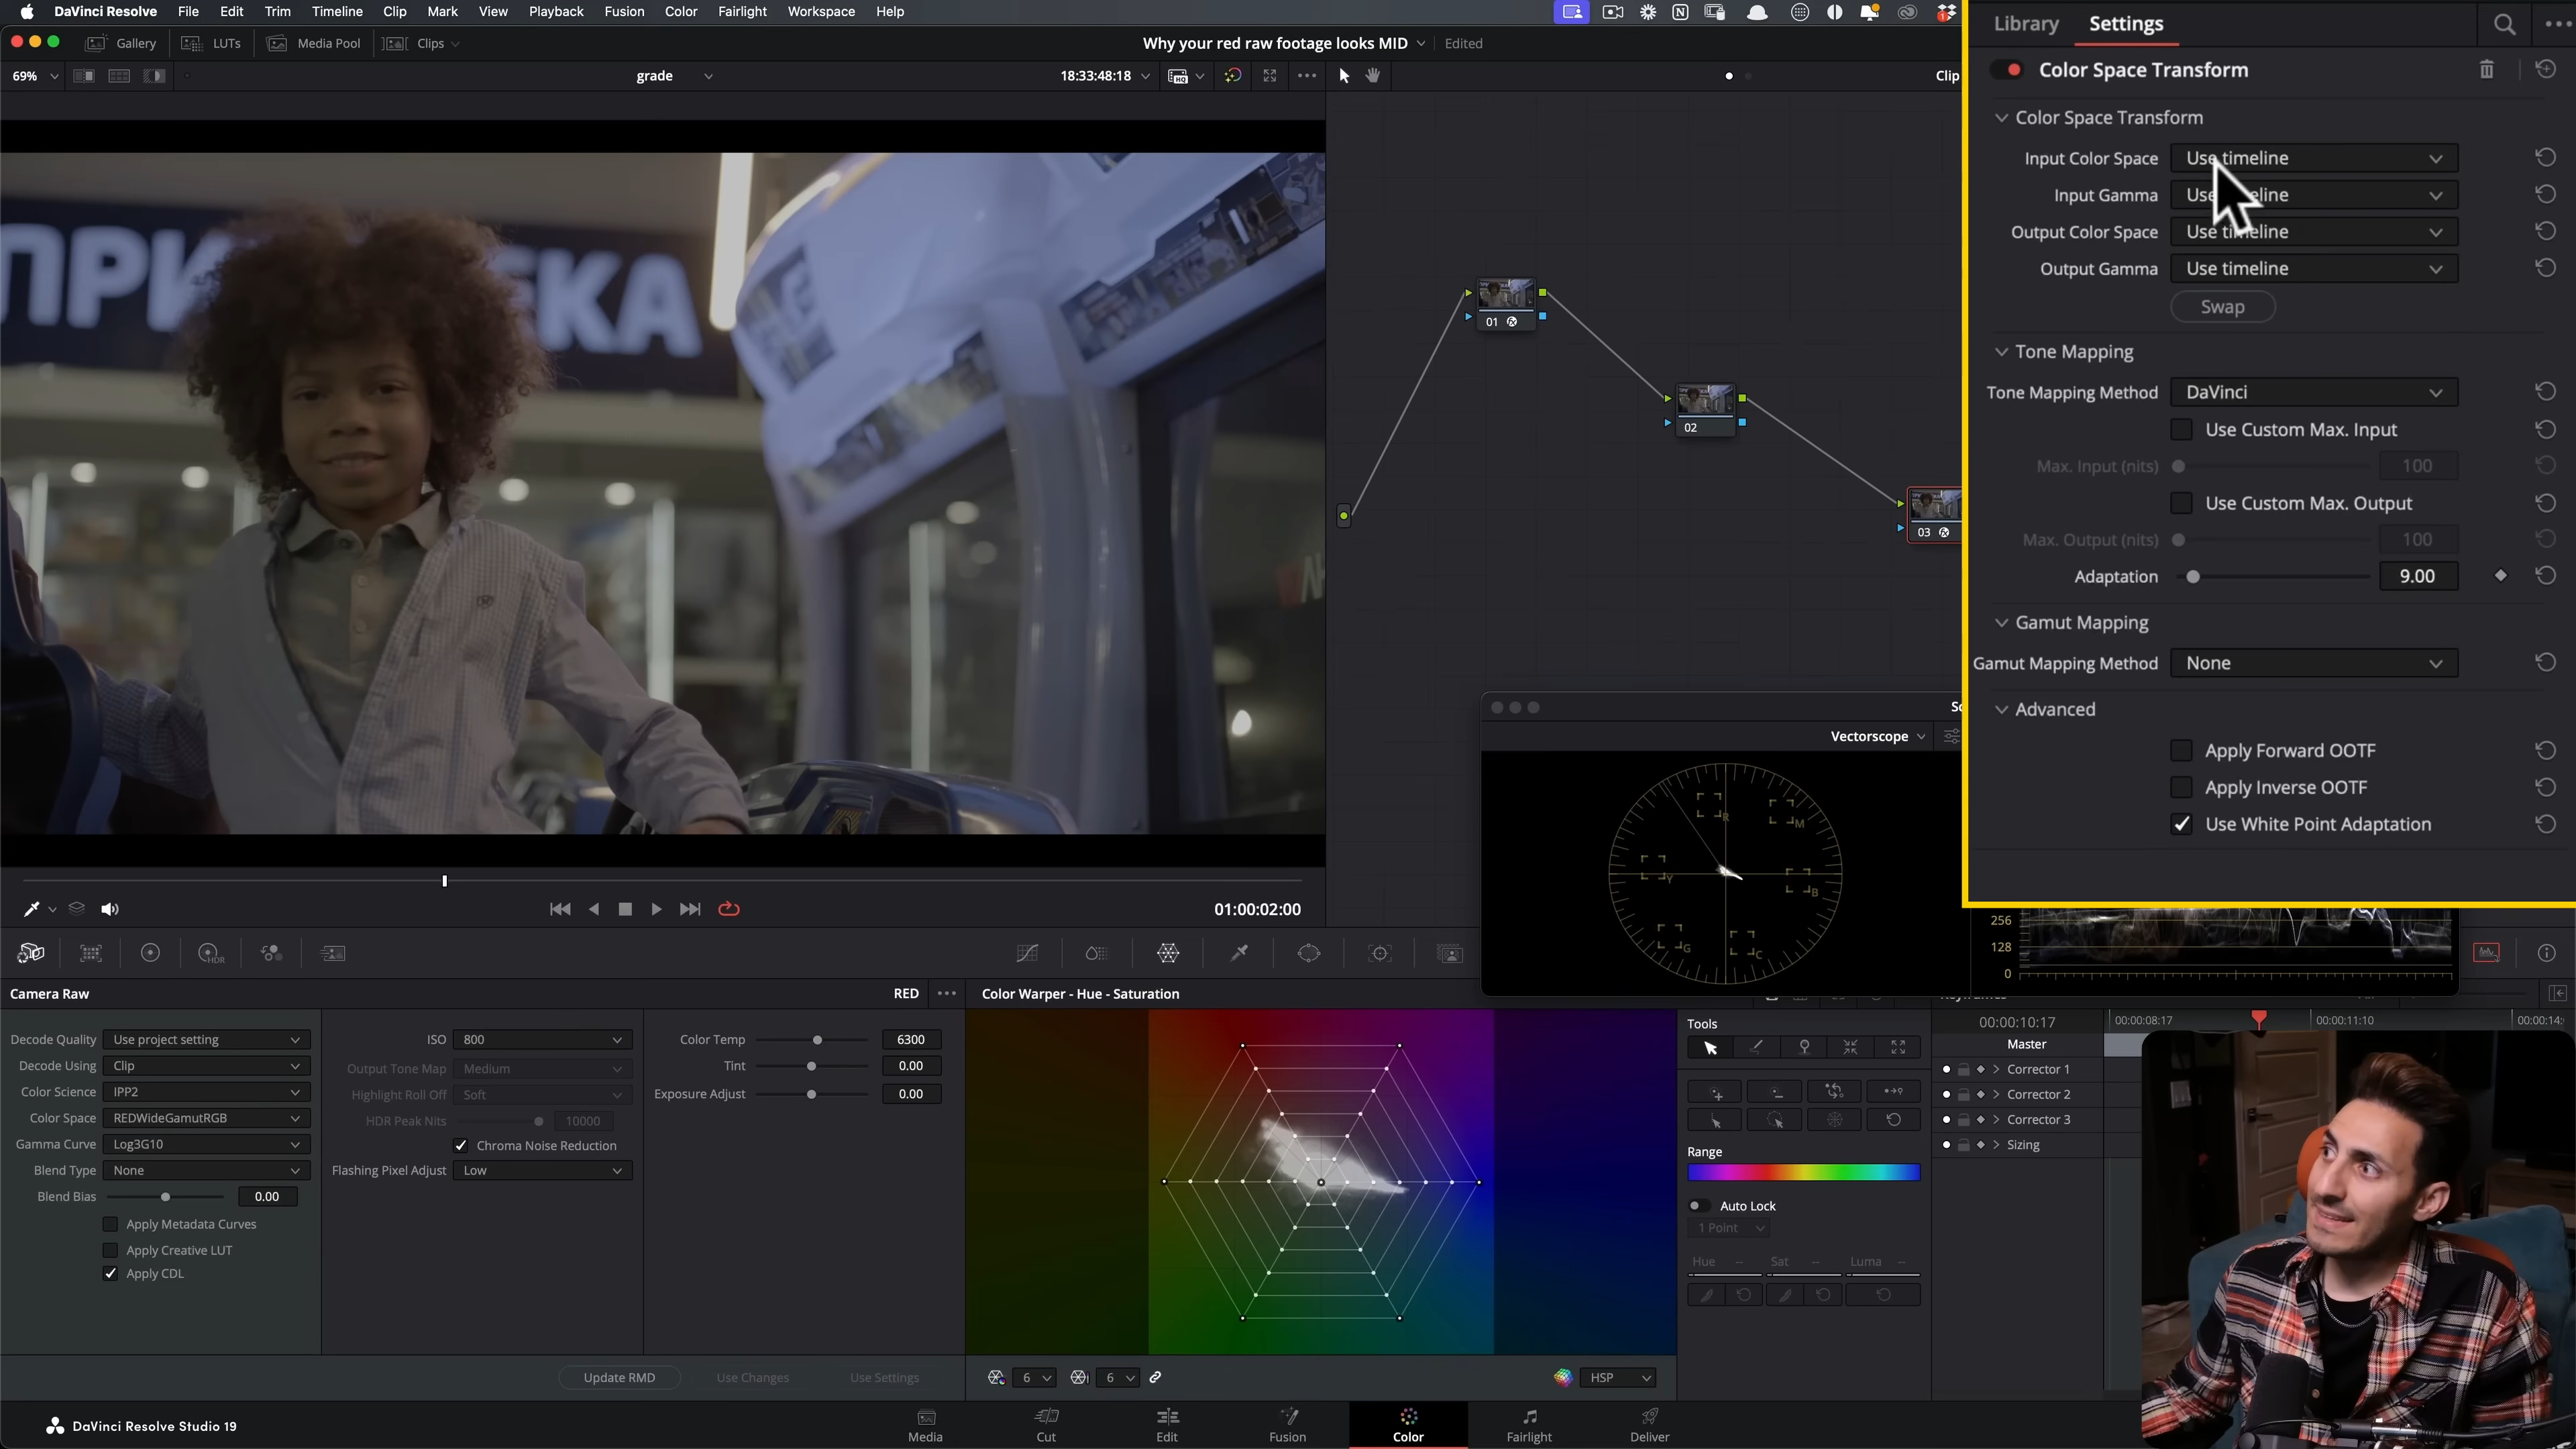 DaVinci Resolve File Edit Trim Timeline Clip Mark View Playback Fusion Color Fairlight Workspace Help
Gallery LUTs Media Pool Clips
Why your red raw footage looks MID Edited
69% grade 18:33:48:18 HQ Clip
ПРИ
ЕКА
01
02
03
Library Settings
Color Space Transform
Color Space Transform
Input Color Space Use timeline
Input Gamma
Output Color Space Use timeline
Output Gamma Use timeline
Swap
Tone Mapping
Tone Mapping Method DaVinci
Use Custom Max. Input
Max. Input (nits) 100
Use Custom Max. Output
Max. Output (nits) 100
Adaptation 9.00
Gamut Mapping
Gamut Mapping Method None
Advanced
Apply Forward OOTF
Apply Inverse OOTF
Use White Point Adaptation
Vectorscope
R
M
Y
B
G
C
256
128
0
01:00:02:00
HDR
Camera Raw RED
Decode Quality Use project setting
Decode Using Clip
Color Science IPP2
Color Space REDWideGamutRGB
Gamma Curve Log3G10
Blend Type None
Blend Bias 0.00
Apply Metadata Curves
Apply Creative LUT
Apply CDL
ISO 800
Output Tone Map Medium
Highlight Roll Off Soft
HDR Peak Nits 10000
Chroma Noise Reduction
Flashing Pixel Adjust Low
Color Temp 6300
Tint 0.00
Exposure Adjust 0.00
Update RMD Use Changes Use Settings
Color Warper - Hue - Saturation
6 6 HSP
Tools
Range
Auto Lock
1 Point
Hue -- Sat -- Luma --
00:00:10:17 00:00:08:17 00:00:11:10 00:00:14:
Master
Corrector 1
Corrector 2
Corrector 3
Sizing
DaVinci Resolve Studio 19
Media Cut Edit Fusion Color Fairlight Deliver